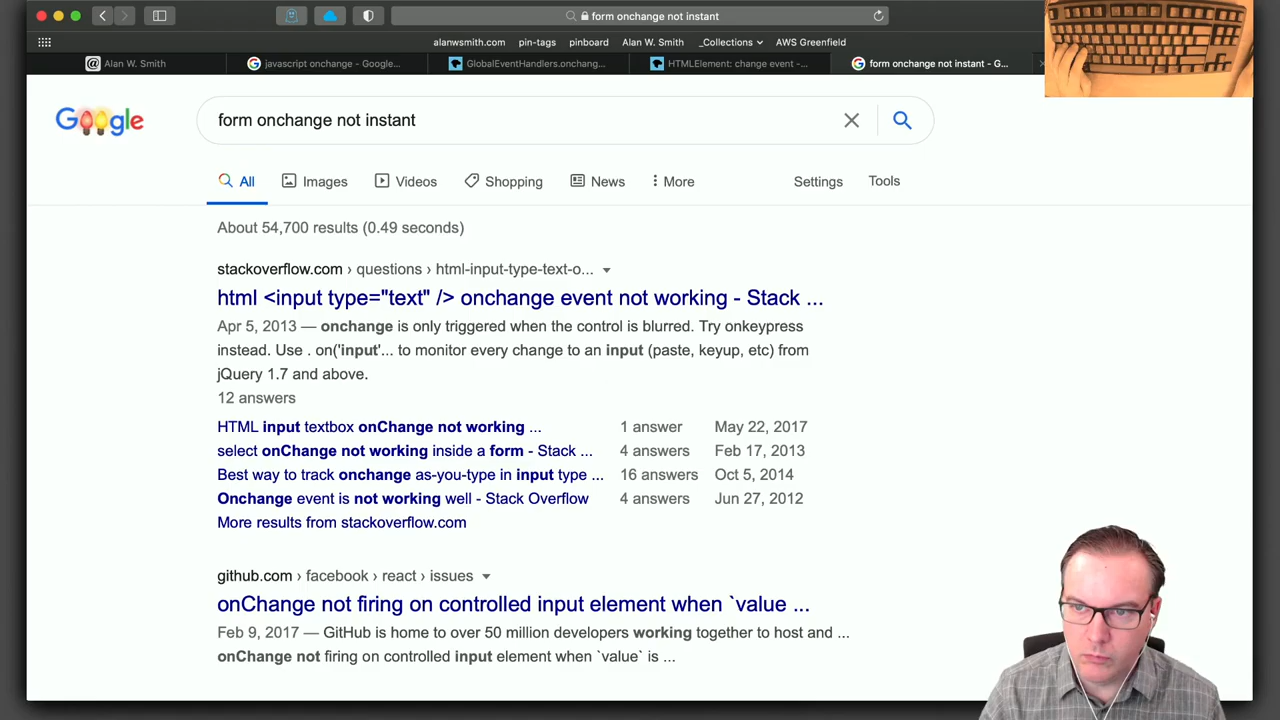 form onchange not instant
alanwsmith.com pin-tags pinboard Alan W. Smith _Collections AWS Greenfield
@ Alan W. Smith
javascript onchange - Google...
GlobalEventHandlers.onchang...
HTMLElement: change event -...
form onchange not instant - G...
Google
form onchange not instant
All Images Videos Shopping News More Settings Tools
About 54,700 results (0.49 seconds)
stackoverflow.com › questions › html-input-type-text-o...
html <input type="text" /> onchange event not working - Stack ...
Apr 5, 2013 — onchange is only triggered when the control is blurred. Try onkeypress
instead. Use . on('input'... to monitor every change to an input (paste, keyup, etc) from
jQuery 1.7 and above.
12 answers
HTML input textbox onChange not working ... 1 answer May 22, 2017
select onChange not working inside a form - Stack ... 4 answers Feb 17, 2013
Best way to track onchange as-you-type in input type ... 16 answers Oct 5, 2014
Onchange event is not working well - Stack Overflow 4 answers Jun 27, 2012
More results from stackoverflow.com
github.com › facebook › react › issues
onChange not firing on controlled input element when `value ...
Feb 9, 2017 — GitHub is home to over 50 million developers working together to host and ...
onChange not firing on controlled input element when `value` is ...